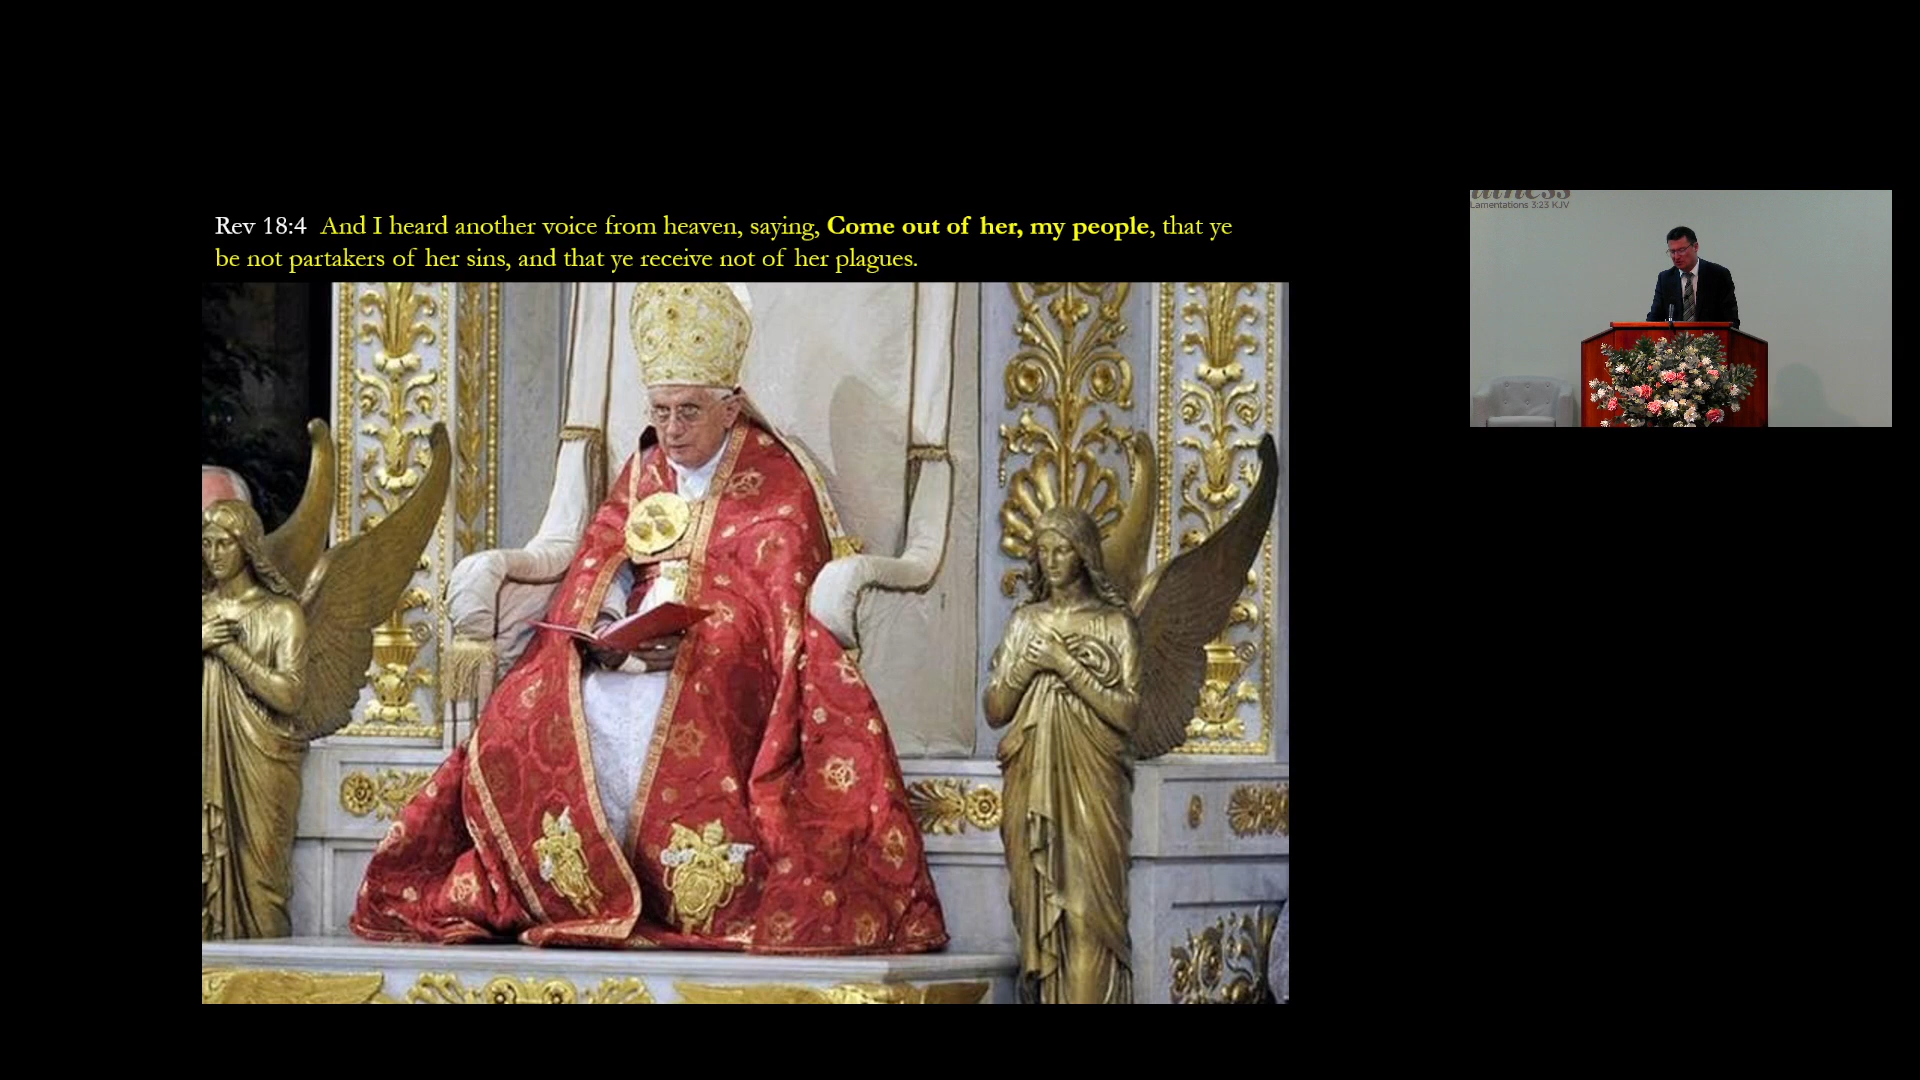 Rev 18:4 And I heard another voice from heaven, saying, Come out of her, my people, that ye
be not partakers of her sins, and that ye receive not of her plagues.
Lamentations 3:23 KJV